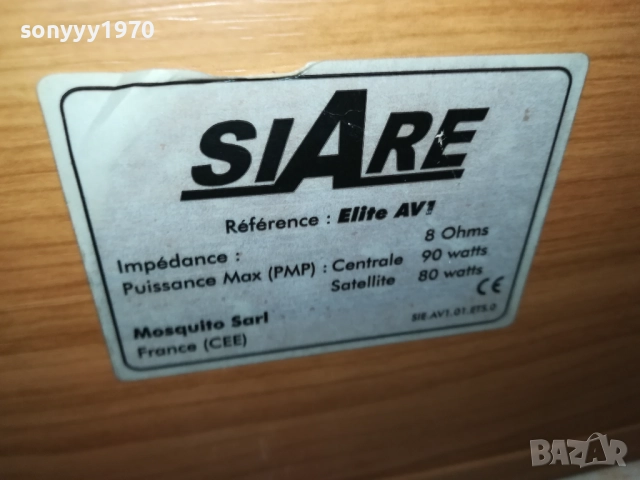 sonyyy1970
SIARE
Référence : Elite AV1
Impédance : 8 Ohms
Puissance Max (PMP) : Centrale 90 watts
Satellite 80 watts
CE
Mosquito Sarl
France (CEE)
SIE.AV1.01.ETS.0
BAZAR